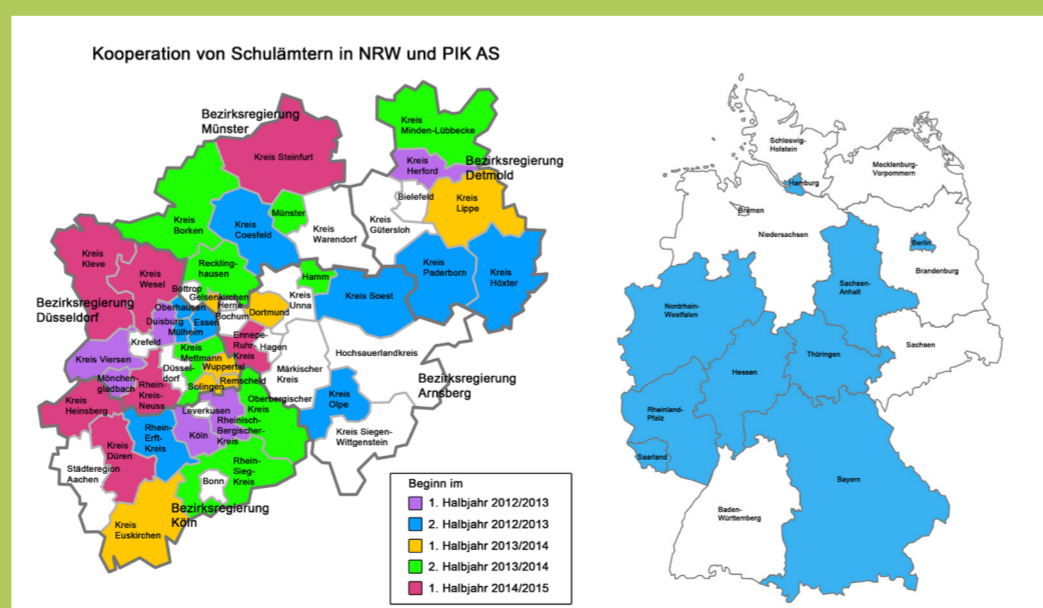 Kooperation von Schulämtern in NRW und PIK AS
Bezirksregierung
Münster
Kreis
Minden-Lübbecke
Kreis Steinfurt
Kreis
Herford
Bezirksregierung
Detmold
Bielefeld
Kreis
Lippe
Kreis
Borken
Kreis
Coesfeld
Münster
Kreis
Warendorf
Kreis
Gütersloh
Kreis
Kleve
Kreis
Wesel
Reckling-
hausen
Hamm
Kreis
Paderborn
Kreis
Höxter
Bottrop
Gelsenkirchen
Herne
Bochum
Dortmund
Kreis
Unna
Kreis Soest
Bezirksregierung
Düsseldorf
Oberhausen
Duisburg
Essen
Mülheim
Krefeld
Ennepe-
Ruhr-
Kreis
Hagen
Kreis Viersen
Kreis
Mettmann
Düssel-
dorf
Wuppertal
Hochsauerlandkreis
Märkischer
Kreis
Mönchen-
gladbach
Rhein-
Kreis-
Neuss
Solingen
Remscheid
Bezirksregierung
Arnsberg
Kreis
Heinsberg
Oberbergischer
Kreis
Kreis
Olpe
Leverkusen
Rheinisch-
Bergischer-
Kreis
Köln
Rhein-
Erft-
Kreis
Kreis Siegen-
Wittgenstein
Kreis
Düren
Städteregion
Aachen
Rhein-
Sieg-
Kreis
Bonn
Bezirksregierung
Köln
Kreis
Euskirchen
Beginn im
1. Halbjahr 2012/2013
2. Halbjahr 2012/2013
1. Halbjahr 2013/2014
2. Halbjahr 2013/2014
1. Halbjahr 2014/2015
Schleswig-
Holstein
Mecklenburg-
Vorpommern
Hamburg
Bremen
Niedersachsen
Berlin
Brandenburg
Sachsen-
Anhalt
Nordrhein-
Westfalen
Sachsen
Thüringen
Hessen
Rheinland-
Pfalz
Saarland
Bayern
Baden-
Württemberg